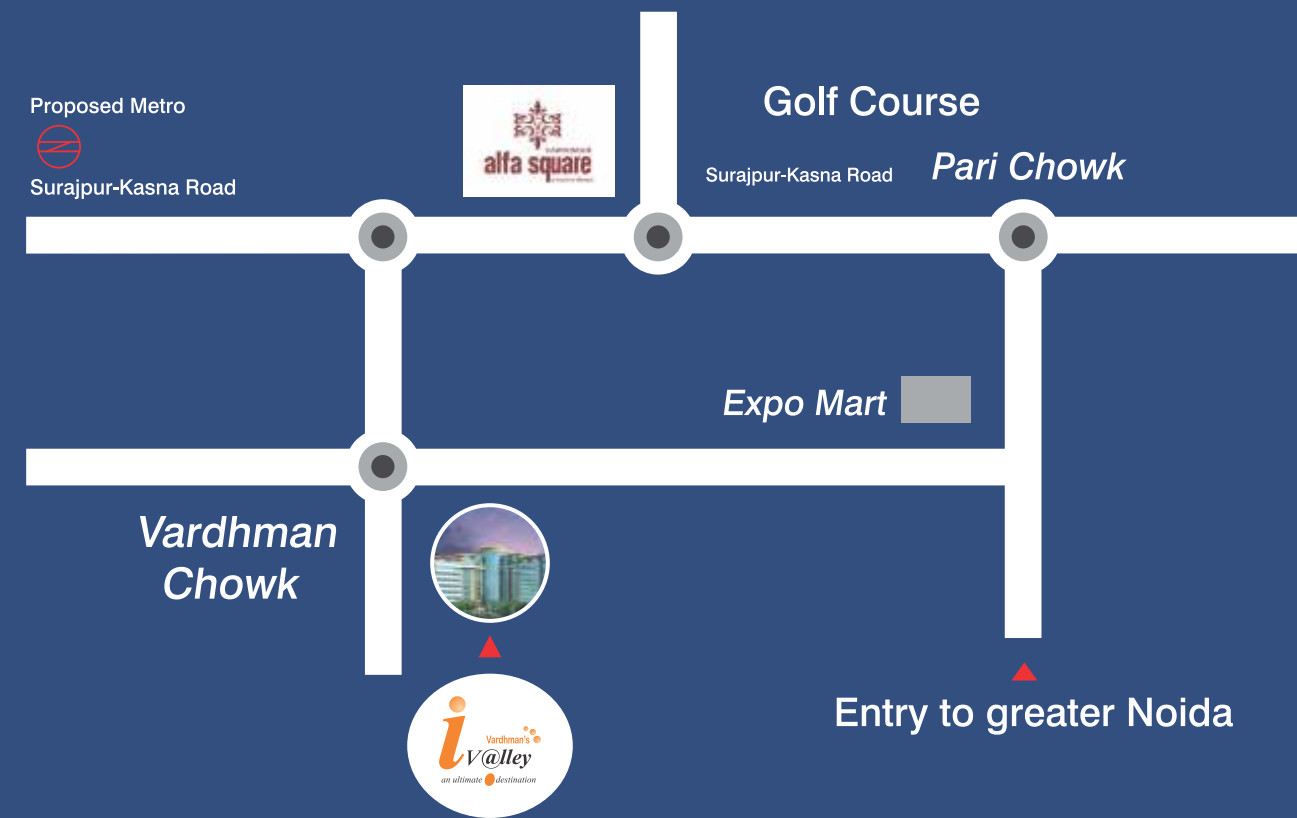 Proposed Metro
Surajpur-Kasna Road
alfa square
Golf Course
Surajpur-Kasna Road
Pari Chowk
Expo Mart
Vardhman
Chowk
Vardhman's
i V@lley
an ultimate destination
Entry to greater Noida